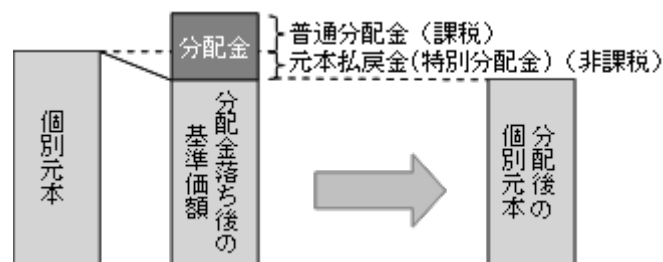 分配金
普通分配金（課税）
元本払戻金(特別分配金)（非課税）
個別元本
分配金落ち後の
基準価額
分配後の
個別元本